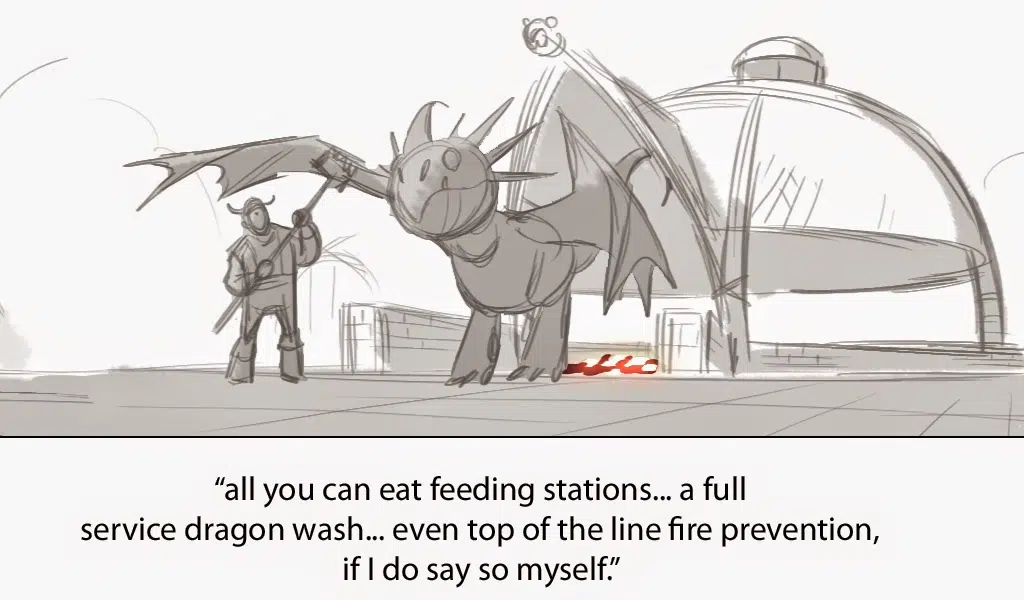 “all you can eat feeding stations... a full
service dragon wash... even top of the line fire prevention,
if I do say so myself.”